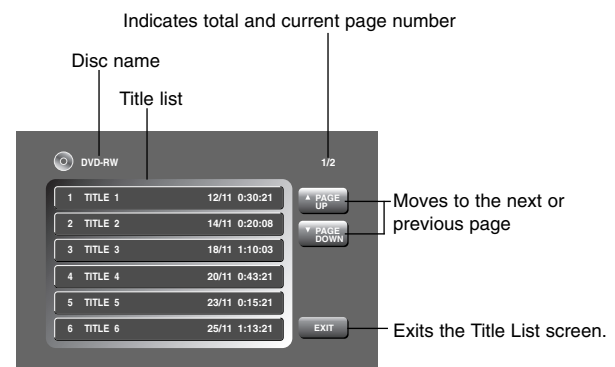 Indicates total and current page number
Disc name
Title list
DVD-RW
1/2
1 TITLE 1 12/11 0:30:21
2 TITLE 2 14/11 0:20:08
3 TITLE 3 18/11 1:10:03
4 TITLE 4 20/11 0:43:21
5 TITLE 5 23/11 0:15:21
6 TITLE 6 25/11 1:13:21
▲ PAGE
UP
▼ PAGE
DOWN
Moves to the next or
previous page
EXIT
Exits the Title List screen.